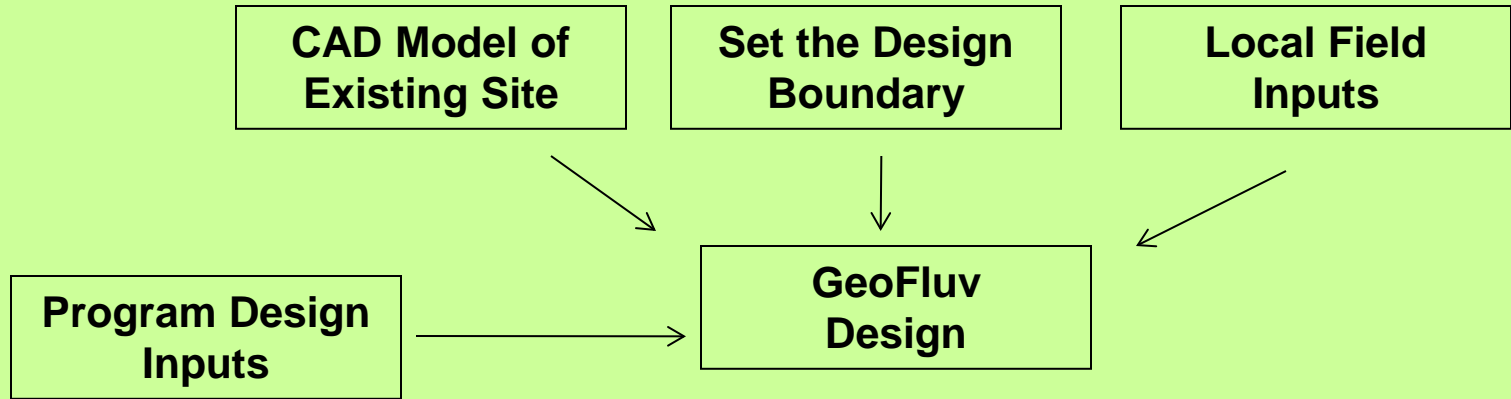 CAD Model of
Existing Site
Set the Design
Boundary
Local Field
Inputs
Program Design
Inputs
GeoFluv
Design